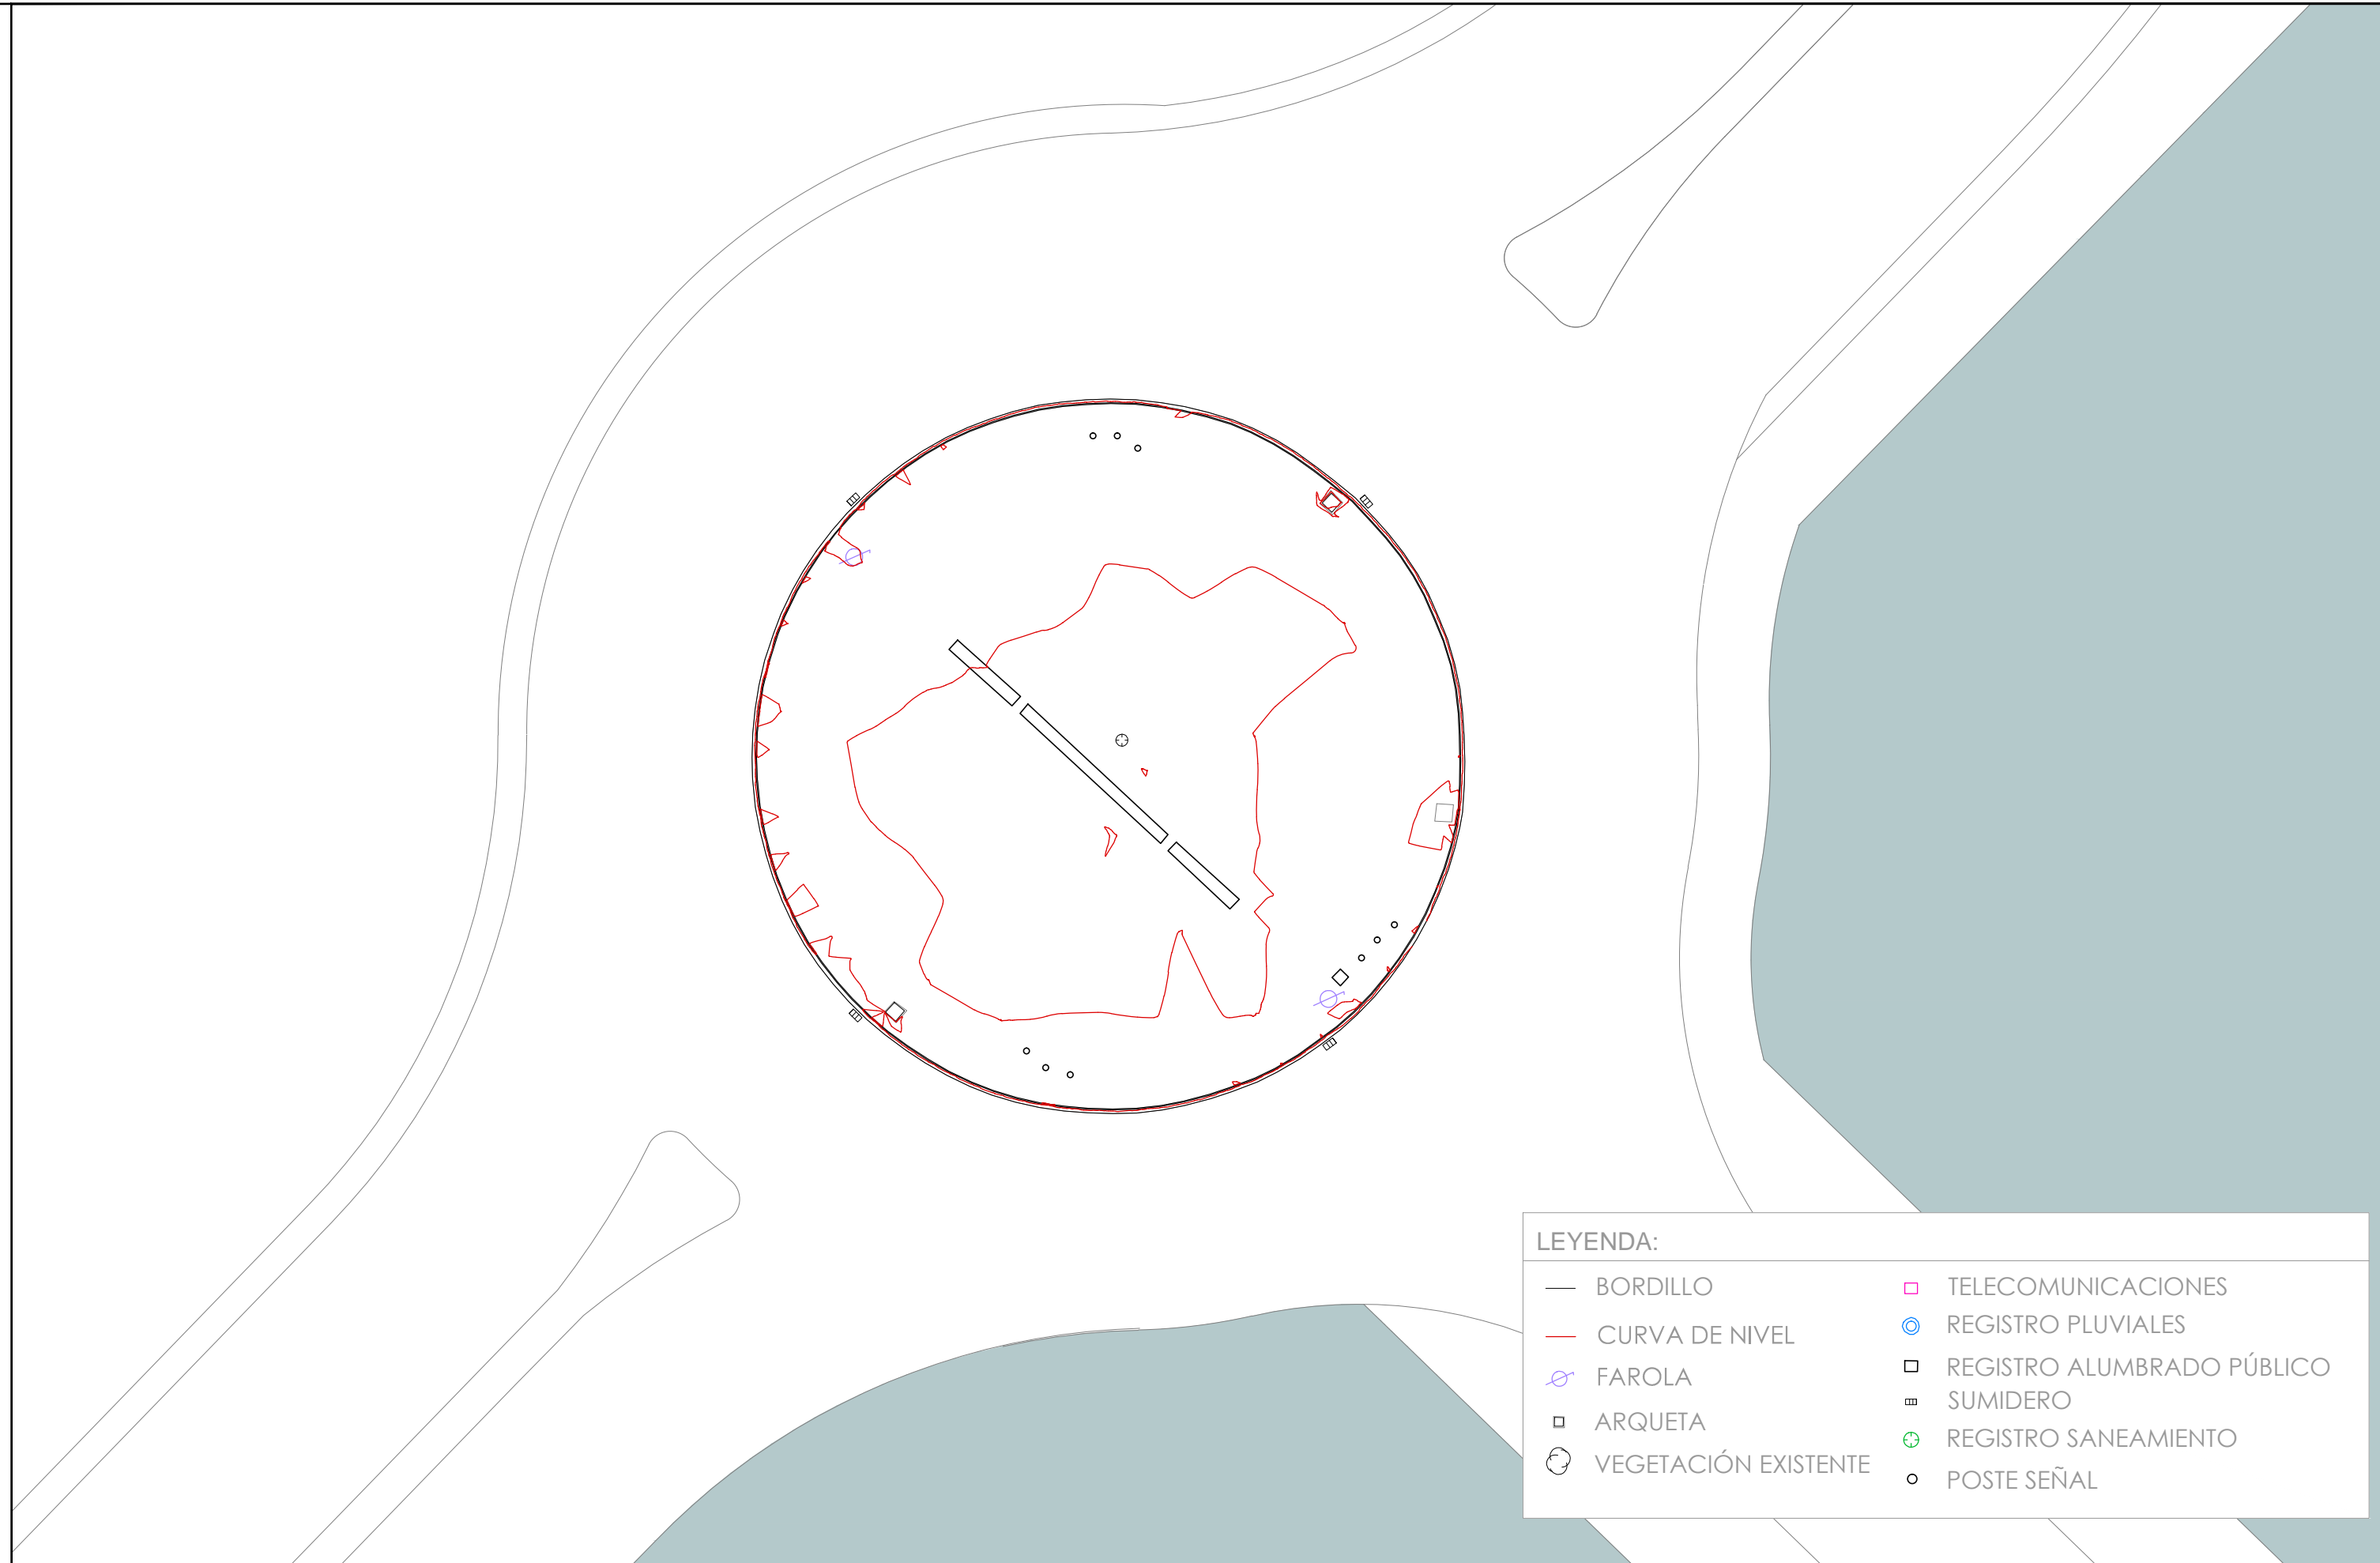 LEYENDA:
BORDILLO
CURVA DE NIVEL
FAROLA
ARQUETA
VEGETACIÓN EXISTENTE
TELECOMUNICACIONES
REGISTRO PLUVIALES
REGISTRO ALUMBRADO PÚBLICO
SUMIDERO
REGISTRO SANEAMIENTO
POSTE SEÑAL